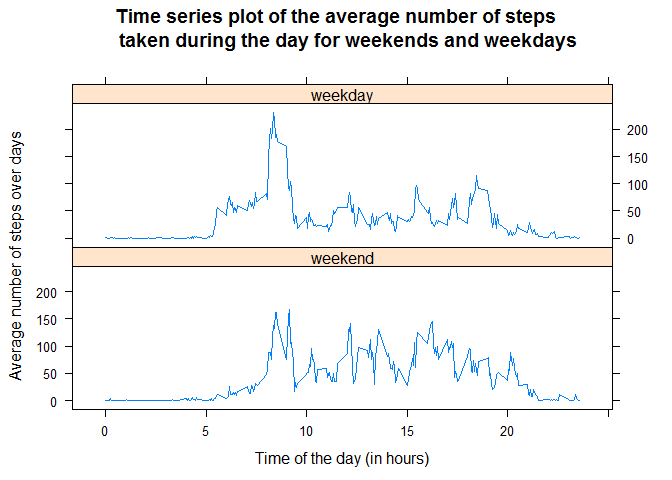 Time series plot of the average number of steps
taken during the day for weekends and weekdays
weekday
200
150
100
50
0
weekend
200
150
100
50
0
0 5 10 15 20
Time of the day (in hours)
Average number of steps over days